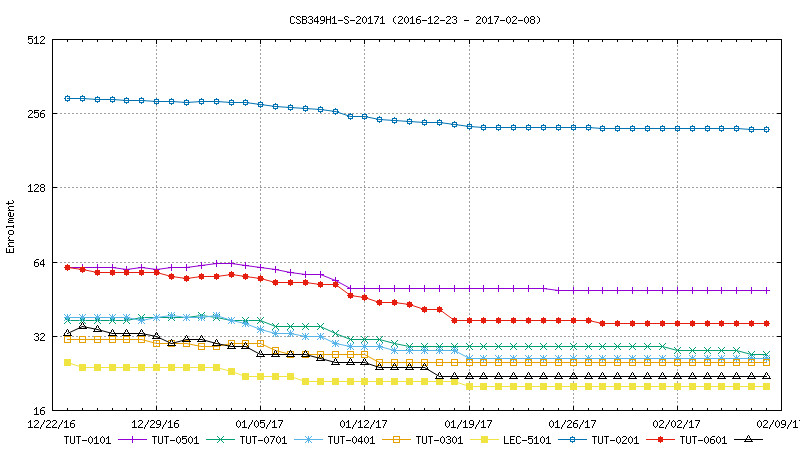 CSB349H1-S-20171 (2016-12-23 - 2017-02-08)
512
256
128
64
32
16
Enrolment
12/22/16 12/29/16 01/05/17 01/12/17 01/19/17 01/26/17 02/02/17 02/09/17
TUT-0101 TUT-0501 TUT-0701 TUT-0401 TUT-0301 LEC-5101 TUT-0201 TUT-0601